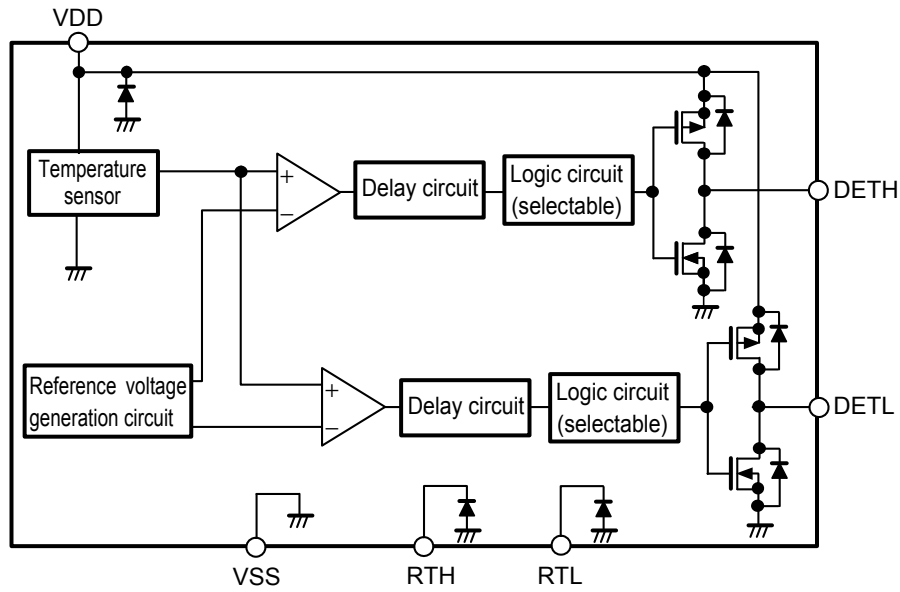 VDD
Temperature
sensor
+
−
Delay circuit
Logic circuit
(selectable)
DETH
Reference voltage
generation circuit
+
−
Delay circuit
Logic circuit
(selectable)
DETL
VSS
RTH
RTL